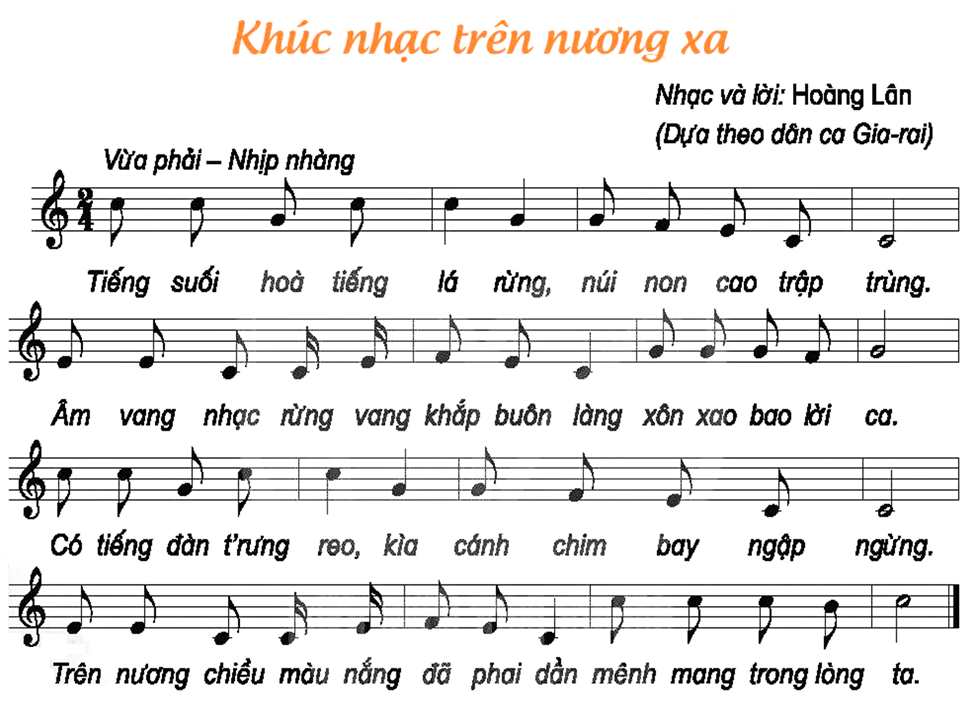 Khúc nhạc trên nương xa
Nhạc và lời: Hoàng Lân
(Dựa theo dân ca Gia-rai)
Vừa phải – Nhịp nhàng
2
4
Tiếng suối hoà tiếng lá rừng, núi non cao trập trùng.
Âm vang nhạc rừng vang khắp buôn làng xôn xao bao lời ca.
Có tiếng đàn t’rưng reo, kìa cánh chim bay ngập ngừng.
Trên nương chiều màu nắng đã phai dần mênh mang trong lòng ta.